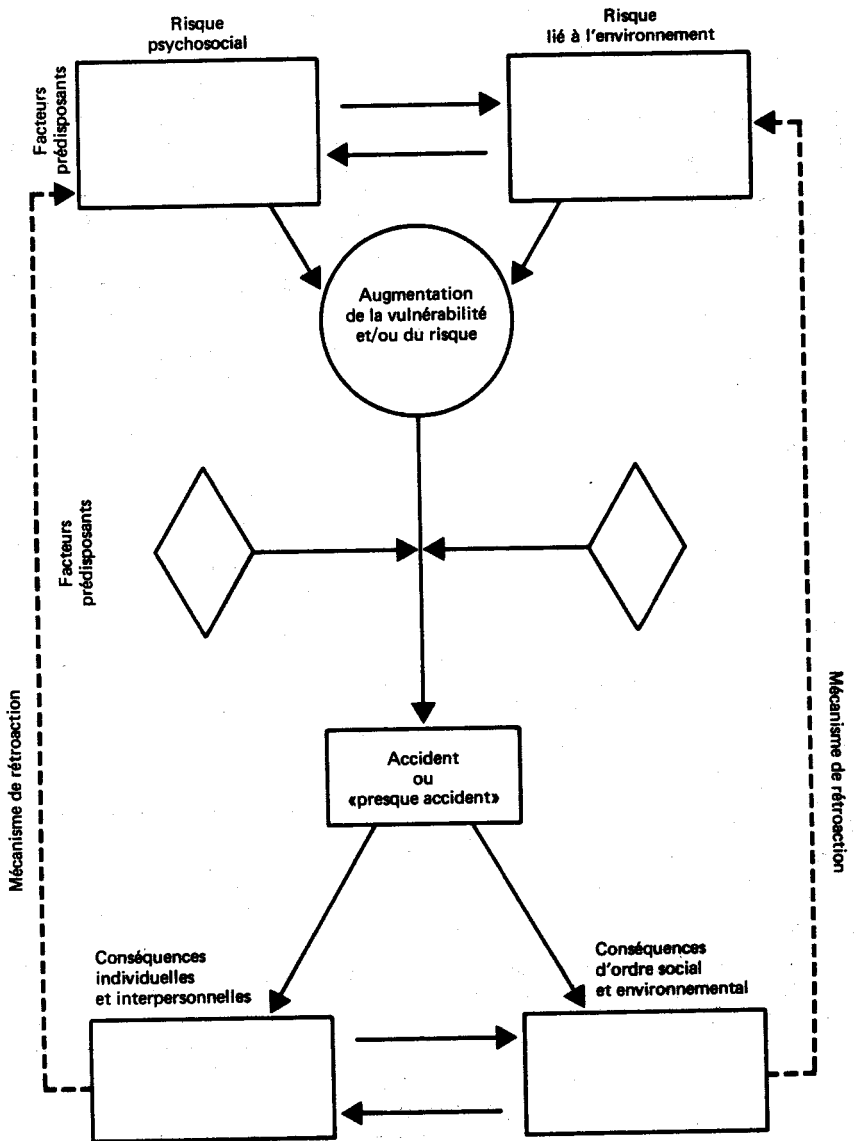 Risque
psychosocial
Risque
lié à l'environnement
Facteurs
prédisposants
Augmentation
de la vulnérabilité
et/ou du risque
Facteurs
prédisposants
Mécanisme de rétroaction
Mécanisme de rétroaction
Accident
ou
«presque accident»
Conséquences
individuelles
et interpersonnelles
Conséquences
d'ordre social
et environnemental